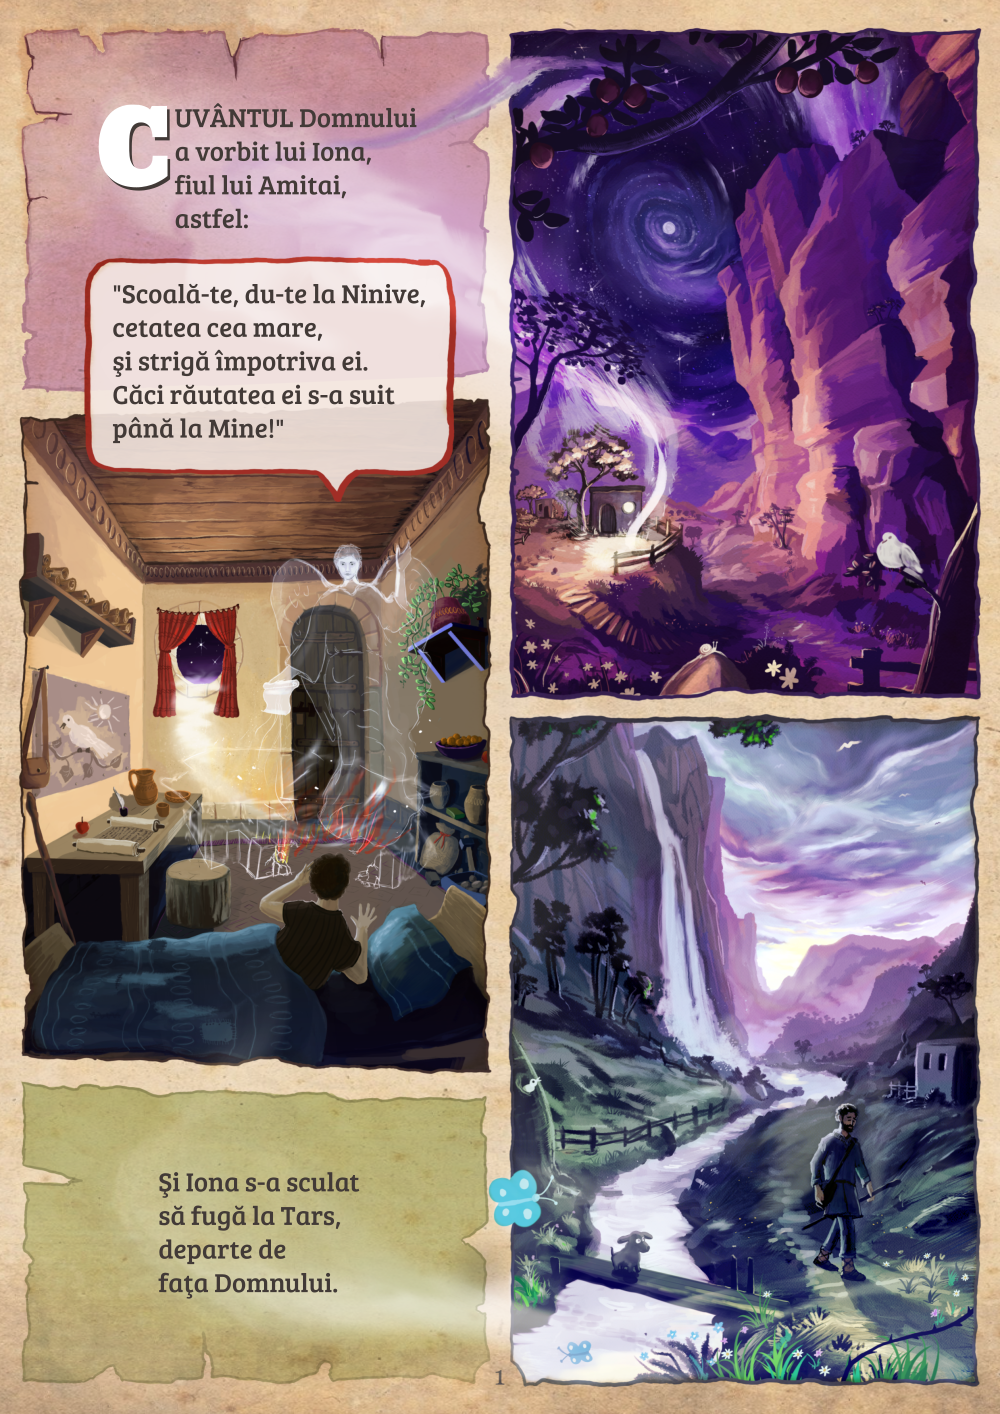 CUVÂNTUL Domnului
a vorbit lui Iona,
fiul lui Amitai,
astfel:
"Scoală-te, du-te la Ninive,
cetatea cea mare,
şi strigă împotriva ei.
Căci răutatea ei s-a suit
până la Mine!"
Şi Iona s-a sculat
să fugă la Tars,
departe de
faţa Domnului.
1